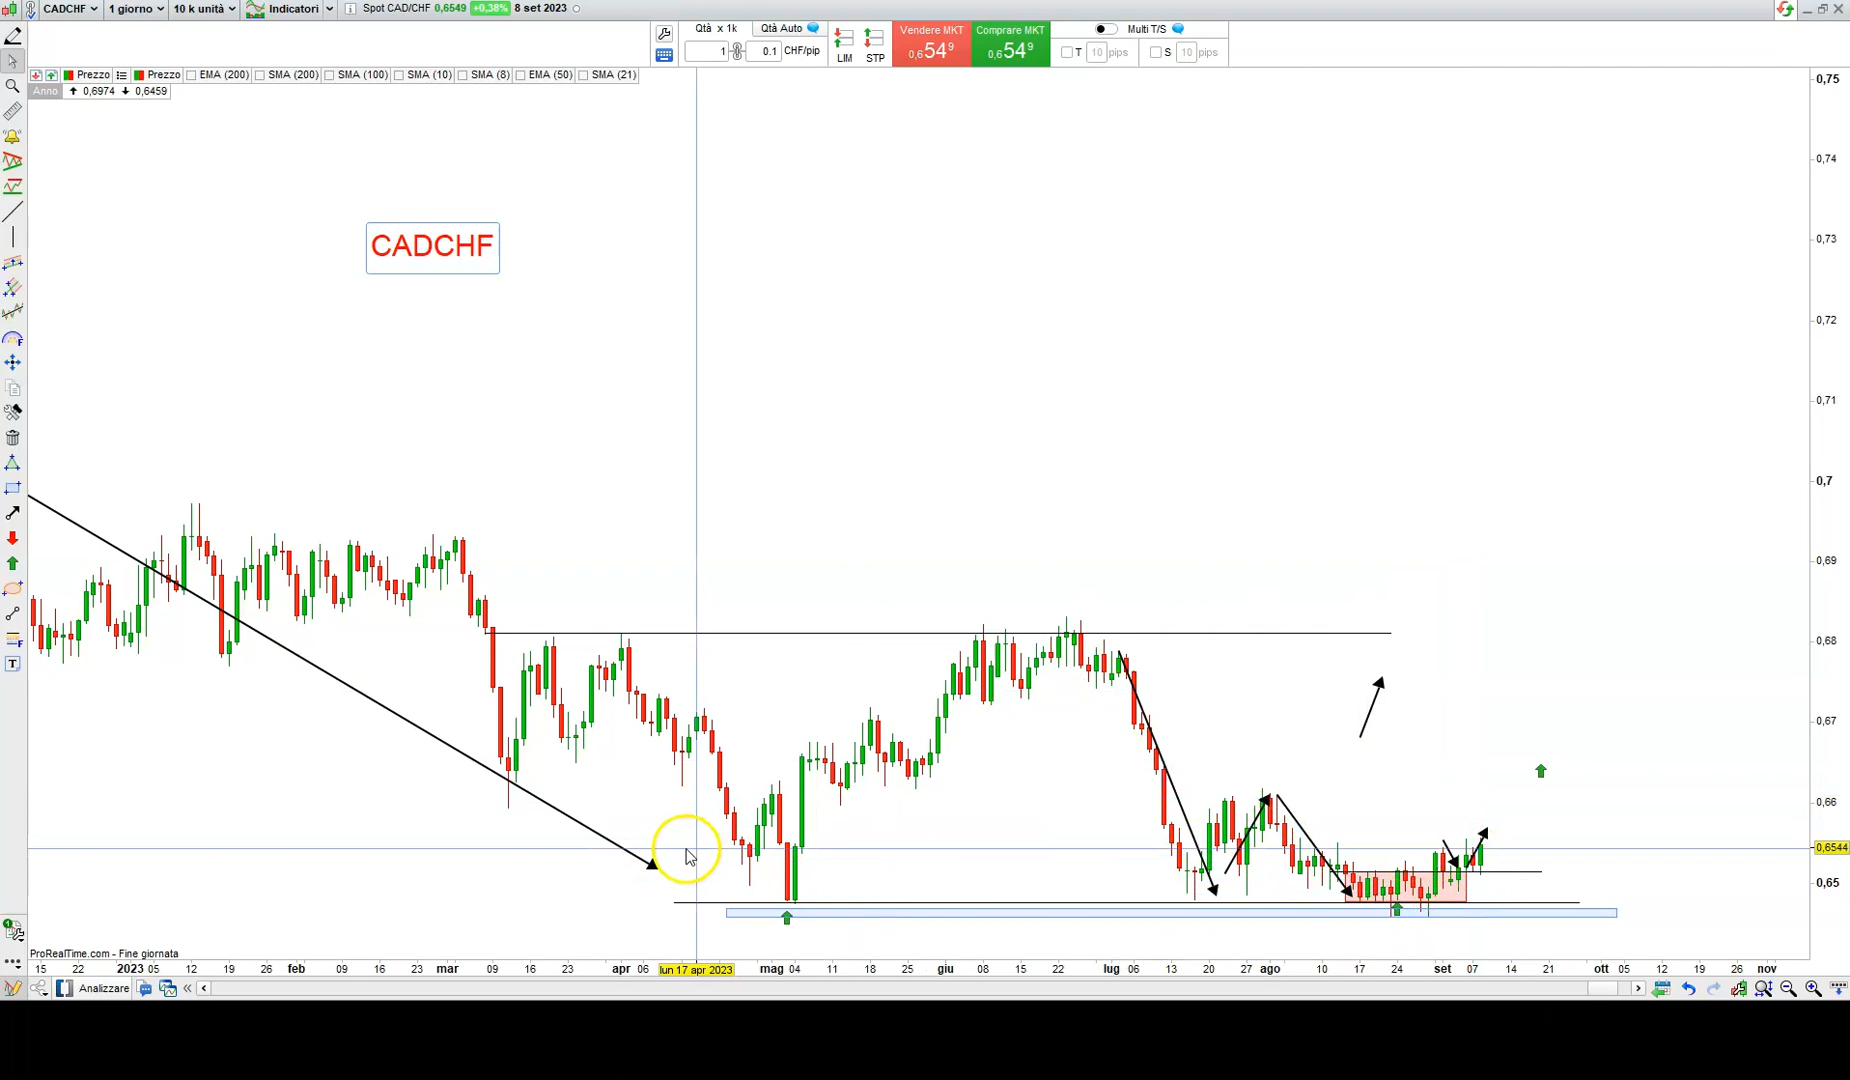 CADCHF 1 giorno 10 k unità Indicatori i Spot CAD/CHF 0,6549 +0,38% 8 set 2023
Qtà x 1k Qtà Auto Vendere MKT Comprare MKT Multi T/S
1 0.1 CHF/pip LIM STP 0,6 54 9 0,6 54 9 T 10 pips S 10 pips
Prezzo Prezzo EMA (200) SMA (200) SMA (100) SMA (10) SMA (8) EMA (50) SMA (21)
Anno 0,6974 0,6459
0,75
0,74
CADCHF
0,73
0,72
0,71
0,7
0,69
0,68
0,67
0,66
0,6544
0,65
ProRealTime.com - Fine giornata
15 22 2023 05 12 19 26 feb 09 16 23 mar 09 16 23 apr 06 lun 17 apr 2023 mag 04 11 18 25 giu 08 15 22 lug 06 13 20 27 ago 10 17 24 set 07 14 21 ott 05 12 19 26 nov
Analizzare